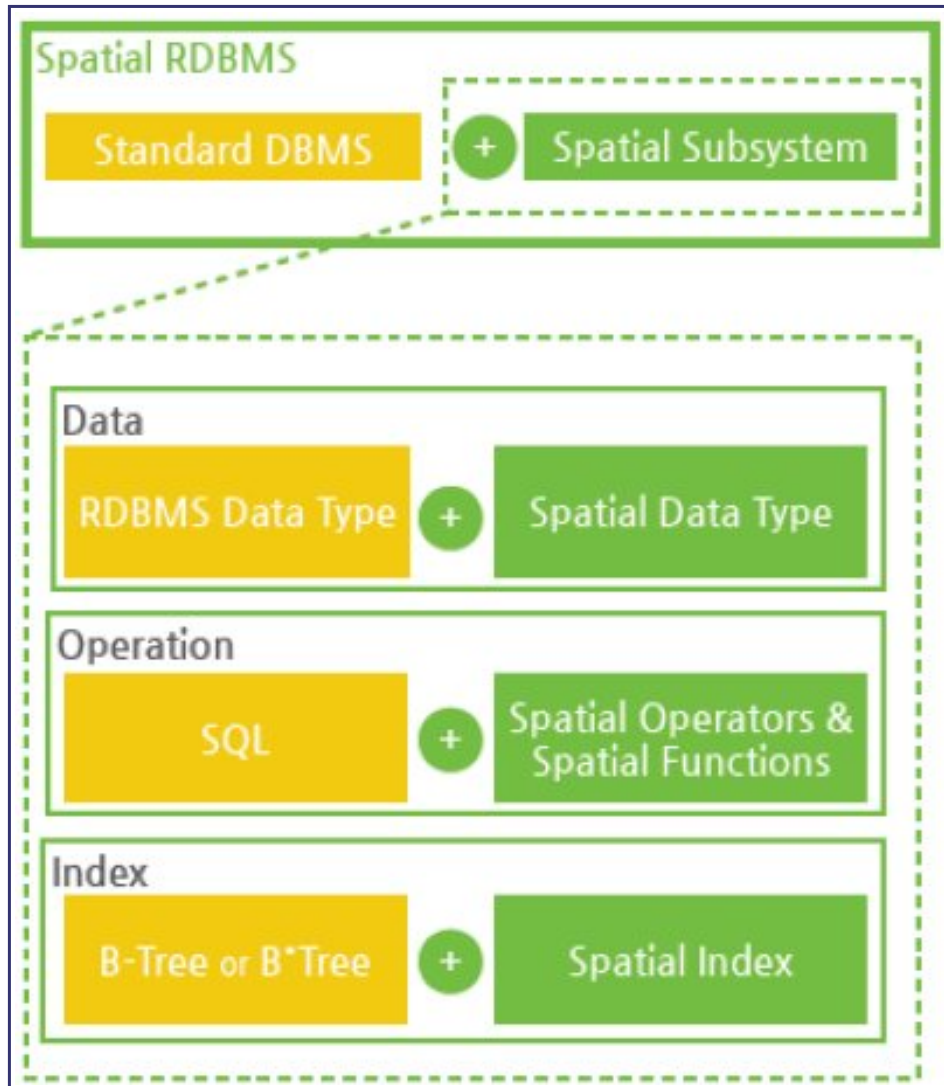 Spatial RDBMS
Standard DBMS + Spatial Subsystem
Data
RDBMS Data Type + Spatial Data Type
Operation
SQL + Spatial Operators &
Spatial Functions
Index
B-Tree or B*Tree + Spatial Index